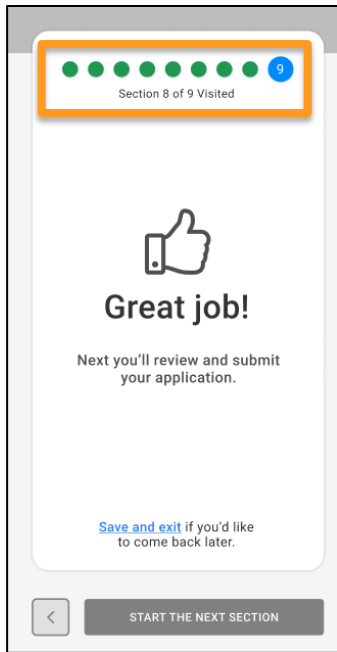 9
Section 8 of 9 Visited
Great job!
Next you'll review and submit
your application.
Save and exit if you'd like
to come back later.
START THE NEXT SECTION